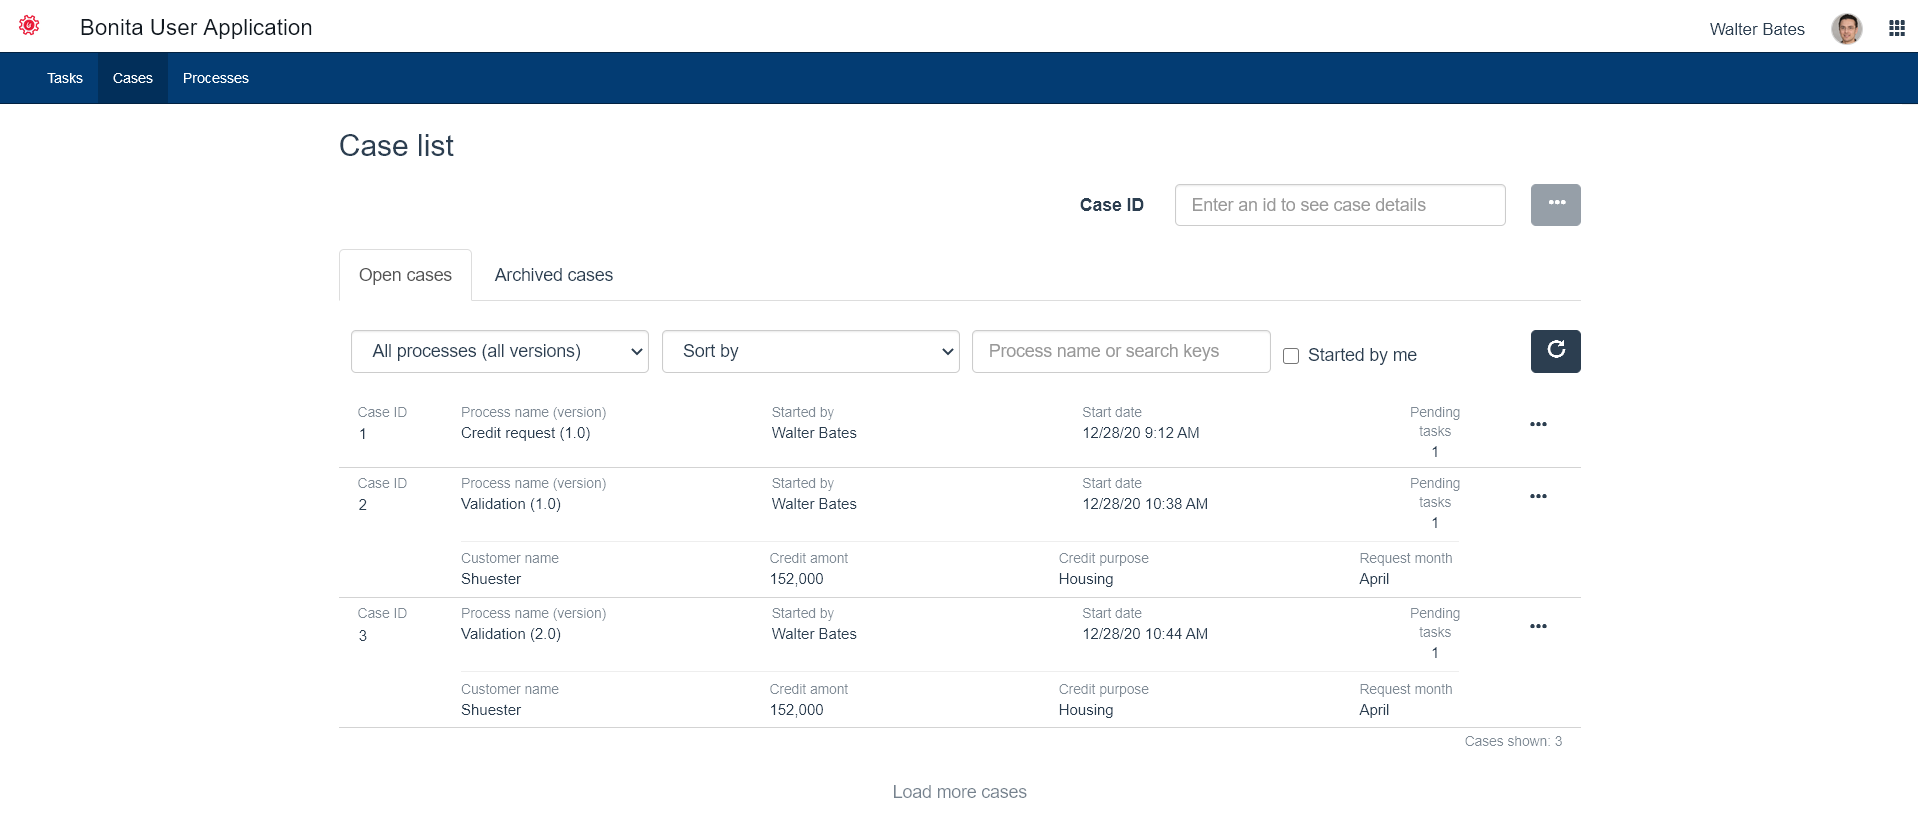 Bonita User Application
Walter Bates
Tasks Cases Processes
Case list
Case ID Enter an id to see case details
Open cases Archived cases
All processes (all versions) Sort by Process name or search keys Started by me
Case ID Process name (version) Started by Start date Pending tasks
1 Credit request (1.0) Walter Bates 12/28/20 9:12 AM 1
Case ID Process name (version) Started by Start date Pending tasks
2 Validation (1.0) Walter Bates 12/28/20 10:38 AM 1
Customer name Credit amont Credit purpose Request month
Shuester 152,000 Housing April
Case ID Process name (version) Started by Start date Pending tasks
3 Validation (2.0) Walter Bates 12/28/20 10:44 AM 1
Customer name Credit amont Credit purpose Request month
Shuester 152,000 Housing April
Cases shown: 3
Load more cases